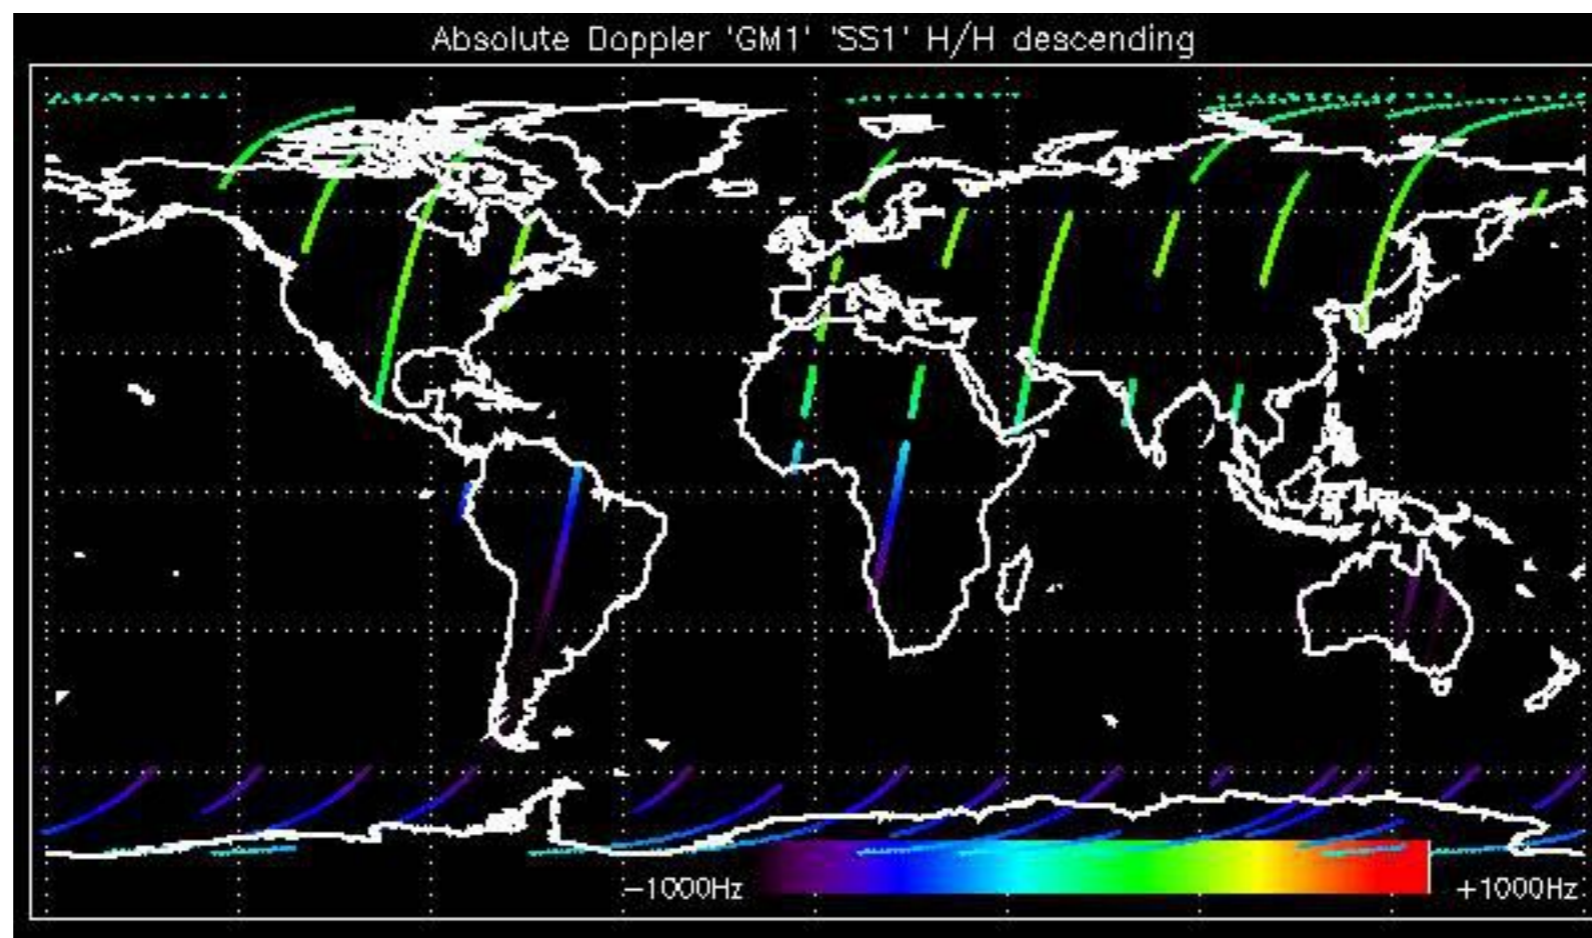 Absolute Doppler 'GM1' 'SS1' H/H descending
−1000Hz +1000Hz